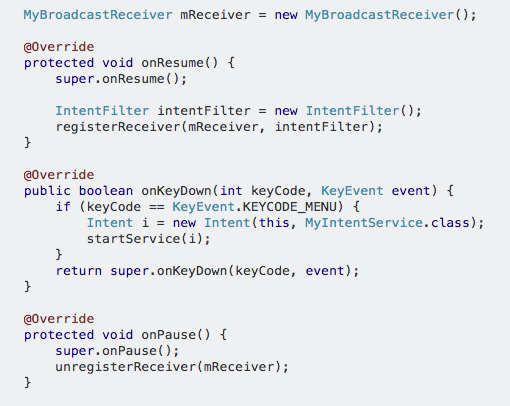 MyBroadcastReceiver mReceiver = new MyBroadcastReceiver();

@Override
protected void onResume() {
    super.onResume();

    IntentFilter intentFilter = new IntentFilter();
    registerReceiver(mReceiver, intentFilter);
}

@Override
public boolean onKeyDown(int keyCode, KeyEvent event) {
    if (keyCode == KeyEvent.KEYCODE_MENU) {
        Intent i = new Intent(this, MyIntentService.class);
        startService(i);
    }
    return super.onKeyDown(keyCode, event);
}

@Override
protected void onPause() {
    super.onPause();
    unregisterReceiver(mReceiver);
}